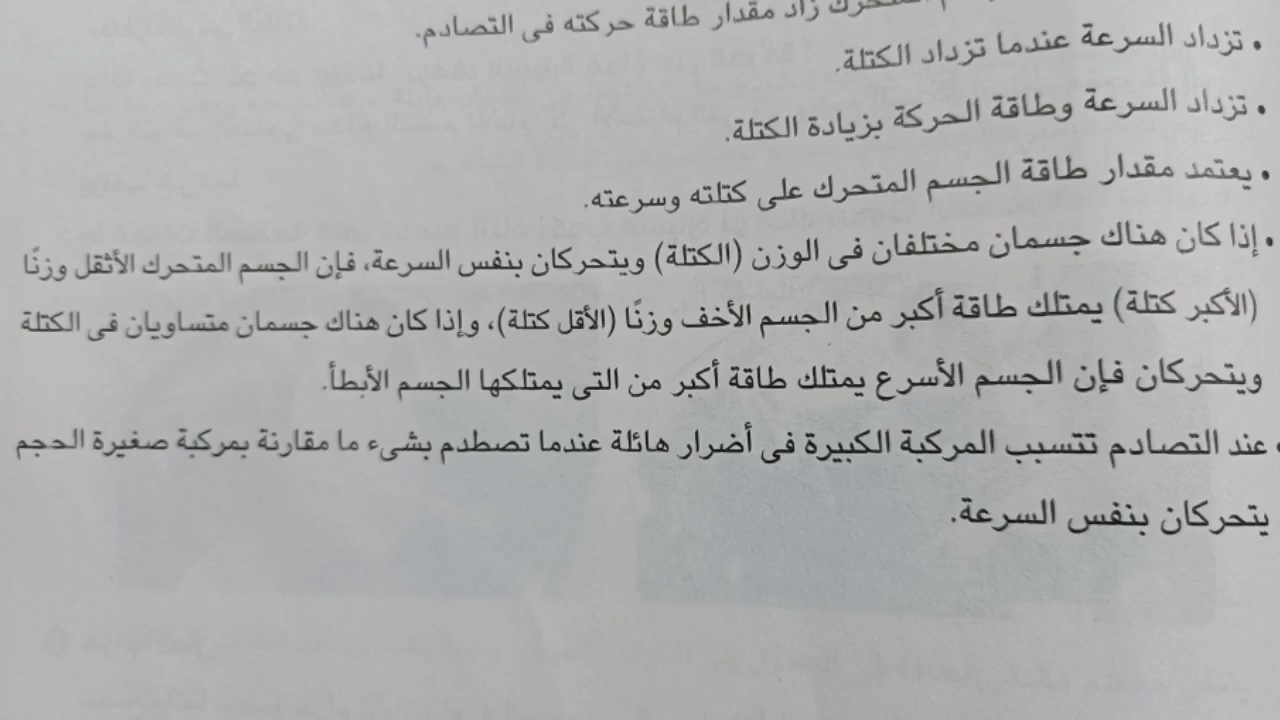 زاد مقدار طاقة حركته فى التصادم.
• تزداد السرعة عندما تزداد الكتلة.
• تزداد السرعة وطاقة الحركة بزيادة الكتلة.
• يعتمد مقدار طاقة الجسم المتحرك على كتلته وسرعته.
• إذا كان هناك جسمان مختلفان فى الوزن (الكتلة) ويتحركان بنفس السرعة، فإن الجسم المتحرك الأثقل وزنًا
(الأكبر كتلة) يمتلك طاقة أكبر من الجسم الأخف وزنًا (الأقل كتلة)، وإذا كان هناك جسمان متساويان فى الكتلة
ويتحركان فإن الجسم الأسرع يمتلك طاقة أكبر من التى يمتلكها الجسم الأبطأ.
• عند التصادم تتسبب المركبة الكبيرة فى أضرار هائلة عندما تصطدم بشىء ما مقارنة بمركبة صغيرة الحجم
يتحركان بنفس السرعة.